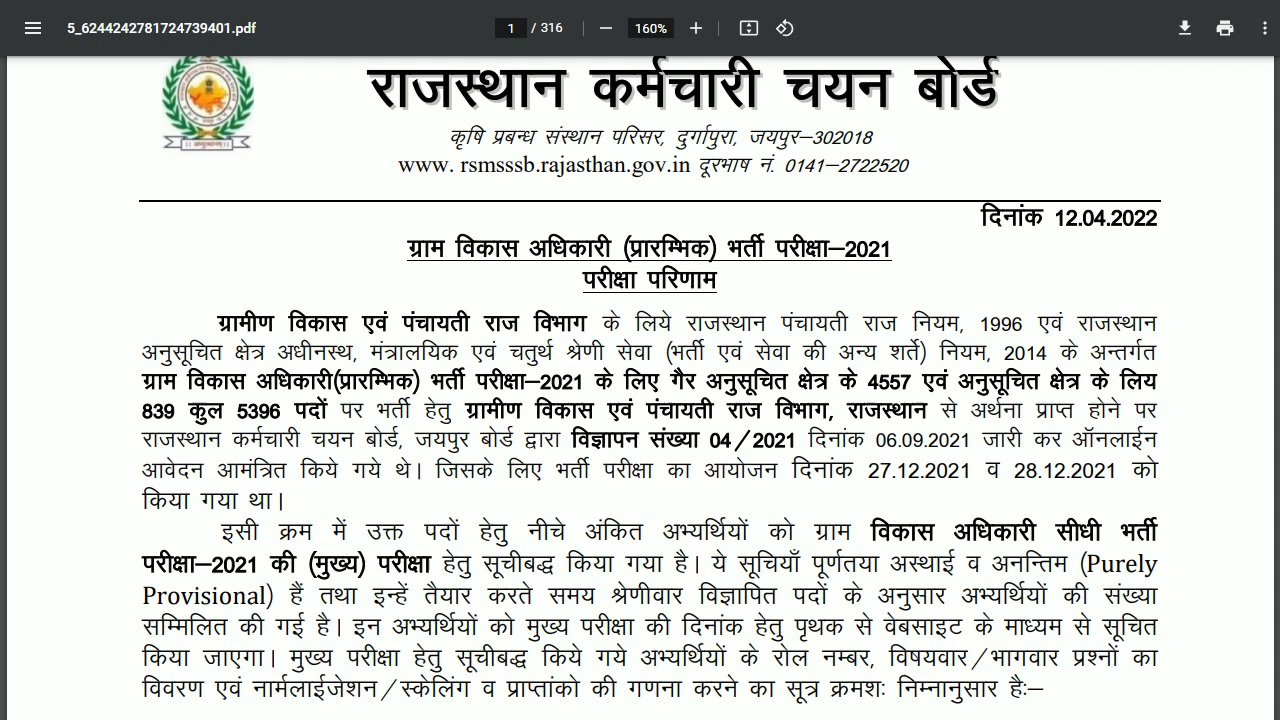 5_6244242781724739401.pdf
1 / 316
160%
राजस्थान कर्मचारी चयन बोर्ड
कृषि प्रबन्ध संस्थान परिसर, दुर्गापुरा, जयपुर–302018
www. rsmsssb.rajasthan.gov.in दूरभाष नं. 0141–2722520
दिनांक 12.04.2022
ग्राम विकास अधिकारी (प्रारम्भिक) भर्ती परीक्षा–2021
परीक्षा परिणाम
ग्रामीण विकास एवं पंचायती राज विभाग के लिये राजस्थान पंचायती राज नियम, 1996 एवं राजस्थान
अनुसूचित क्षेत्र अधीनस्थ, मंत्रालयिक एवं चतुर्थ श्रेणी सेवा (भर्ती एवं सेवा की अन्य शर्ते) नियम, 2014 के अन्तर्गत
ग्राम विकास अधिकारी(प्रारम्भिक) भर्ती परीक्षा–2021 के लिए गैर अनुसूचित क्षेत्र के 4557 एवं अनुसूचित क्षेत्र के लिय
839 कुल 5396 पदों पर भर्ती हेतु ग्रामीण विकास एवं पंचायती राज विभाग, राजस्थान से अर्थना प्राप्त होने पर
राजस्थान कर्मचारी चयन बोर्ड, जयपुर बोर्ड द्वारा विज्ञापन संख्या 04/2021 दिनांक 06.09.2021 जारी कर ऑनलाईन
आवेदन आमंत्रित किये गये थे। जिसके लिए भर्ती परीक्षा का आयोजन दिनांक 27.12.2021 व 28.12.2021 को
किया गया था।
इसी क्रम में उक्त पदों हेतु नीचे अंकित अभ्यर्थियों को ग्राम विकास अधिकारी सीधी भर्ती
परीक्षा–2021 की (मुख्य) परीक्षा हेतु सूचीबद्ध किया गया है। ये सूचियाँ पूर्णतया अस्थाई व अनन्तिम (Purely
Provisional) हैं तथा इन्हें तैयार करते समय श्रेणीवार विज्ञापित पदों के अनुसार अभ्यर्थियों की संख्या
सम्मिलित की गई है। इन अभ्यर्थियों को मुख्य परीक्षा की दिनांक हेतु पृथक से वेबसाइट के माध्यम से सूचित
किया जाएगा। मुख्य परीक्षा हेतु सूचीबद्ध किये गये अभ्यर्थियों के रोल नम्बर, विषयवार/भागवार प्रश्नों का
विवरण एवं नार्मलाईजेशन/स्केलिंग व प्राप्तांको की गणना करने का सूत्र क्रमशः निम्नानुसार हैः–